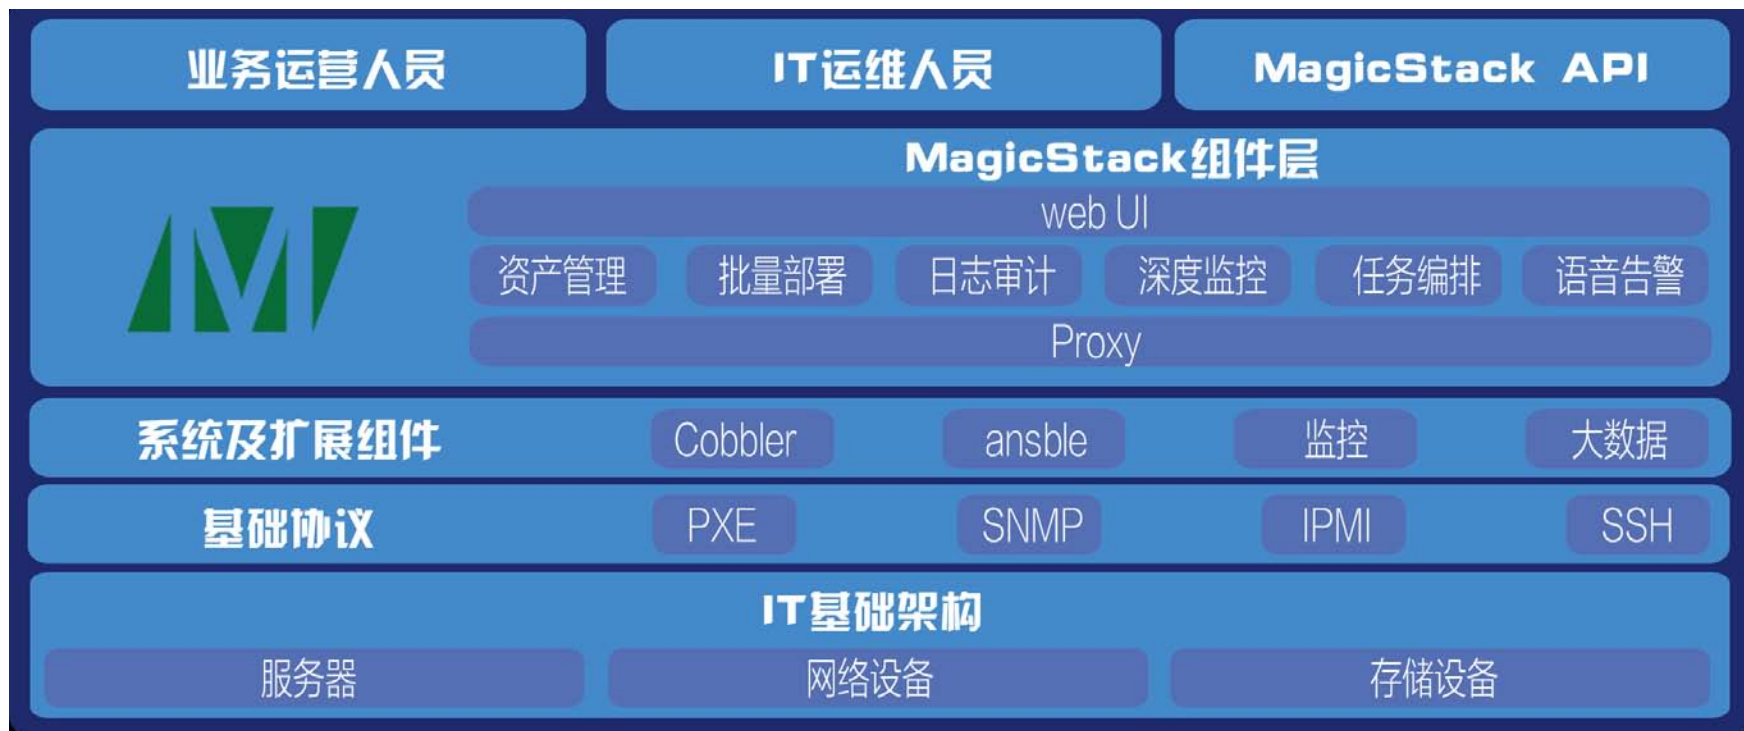 业务运营人员 IT运维人员 MagicStack API
MagicStack组件层
web UI
资产管理 批量部署 日志审计 深度监控 任务编排 语音告警
Proxy
系统及扩展组件 Cobbler ansble 监控 大数据
基础协议 PXE SNMP IPMI SSH
IT基础架构
服务器 网络设备 存储设备